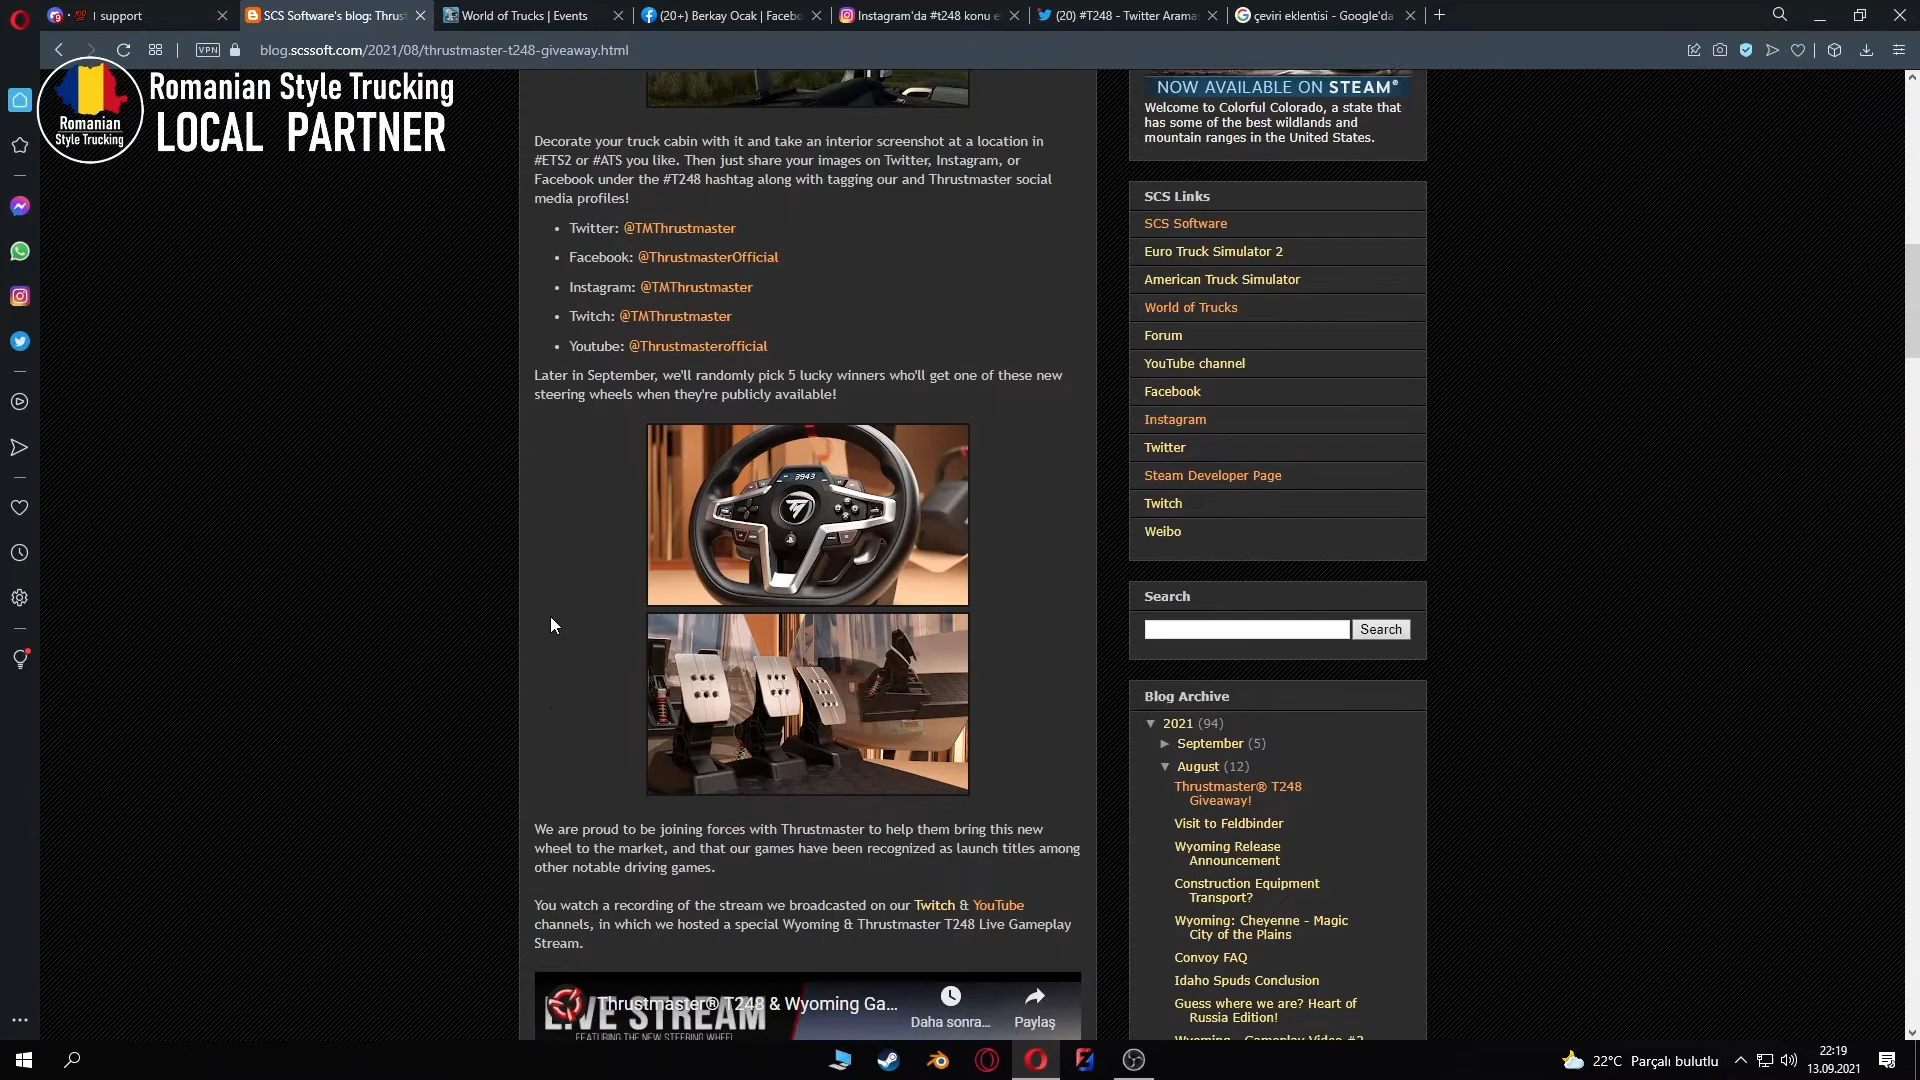 I support
SCS Software's blog: Thrus
World of Trucks | Events
(20+) Berkay Ocak | Facebo
Instagram'da #t248 konu e
(20) #T248 - Twitter Arama
çeviri eklentisi - Google'da
VPN
blog.scssoft.com/2021/08/thrustmaster-t248-giveaway.html
Romanian Style Trucking
LOCAL PARTNER
Romanian
Style Trucking
Decorate your truck cabin with it and take an interior screenshot at a location in
#ETS2 or #ATS you like. Then just share your images on Twitter, Instagram, or
Facebook under the #T248 hashtag along with tagging our and Thrustmaster social
media profiles!
Twitter: @TMThrustmaster
Facebook: @ThrustmasterOfficial
Instagram: @TMThrustmaster
Twitch: @TMThrustmaster
Youtube: @Thrustmasterofficial
Later in September, we'll randomly pick 5 lucky winners who'll get one of these new
steering wheels when they're publicly available!
3943
We are proud to be joining forces with Thrustmaster to help them bring this new
wheel to the market, and that our games have been recognized as launch titles among
other notable driving games.
You watch a recording of the stream we broadcasted on our Twitch & YouTube
channels, in which we hosted a special Wyoming & Thrustmaster T248 Live Gameplay
Stream.
Thrustmaster® T248 & Wyoming Ga...
LIVE STREAM
FEATURING THE NEW STEERING WHEEL
Daha sonra...
Paylaş
NOW AVAILABLE ON STEAM®
Welcome to Colorful Colorado, a state that
has some of the best wildlands and
mountain ranges in the United States.
SCS Links
SCS Software
Euro Truck Simulator 2
American Truck Simulator
World of Trucks
Forum
YouTube channel
Facebook
Instagram
Twitter
Steam Developer Page
Twitch
Weibo
Search
Search
Blog Archive
▼ 2021 (94)
► September (5)
▼ August (12)
Thrustmaster® T248
Giveaway!
Visit to Feldbinder
Wyoming Release
Announcement
Construction Equipment
Transport?
Wyoming: Cheyenne - Magic
City of the Plains
Convoy FAQ
Idaho Spuds Conclusion
Guess where we are? Heart of
Russia Edition!
Wyoming - Gameplay Video #2
22°C Parçalı bulutlu
22:19
13.09.2021